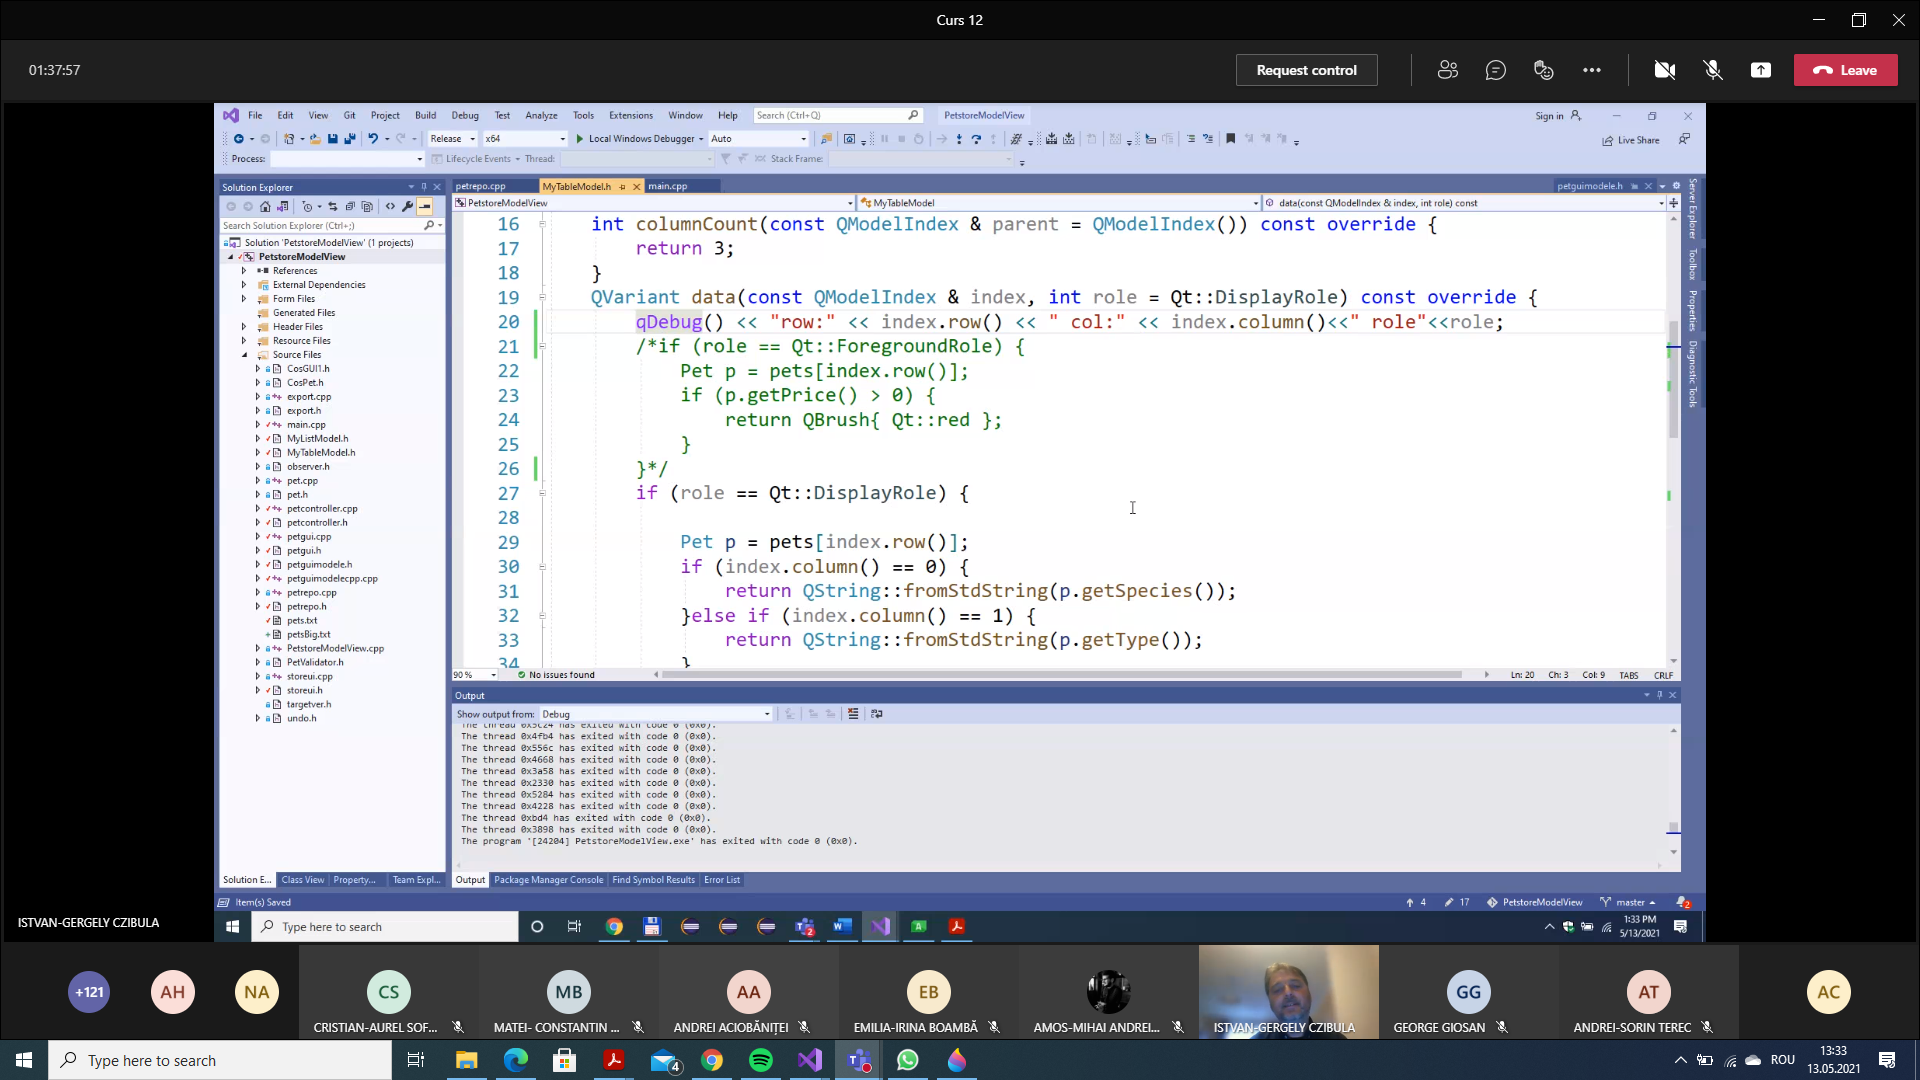 Curs 12
01:37:57
Request control
Leave
File Edit View Git Project Build Debug Test Analyze Tools Extensions Window Help Search (Ctrl+Q) PetstoreModelView Sign in
Release x64 Local Windows Debugger Auto Live Share
Process: Lifecycle Events Thread: Stack Frame:
Solution Explorer
Search Solution Explorer (Ctrl+;)
Solution 'PetstoreModelView' (1 projects)
PetstoreModelView
References
External Dependencies
Form Files
Generated Files
Header Files
Resource Files
Source Files
CosGUI1.h
CosPet.h
export.cpp
export.h
main.cpp
MyListModel.h
MyTableModel.h
observer.h
pet.cpp
pet.h
petcontroller.cpp
petcontroller.h
petgui.cpp
petgui.h
petguimodele.h
petguimodelecpp.cpp
petrepo.cpp
petrepo.h
pets.txt
petsBig.txt
PetstoreModelView.cpp
PetValidator.h
storeui.cpp
storeui.h
targetver.h
undo.h
Solution E... Class View Property... Team Expl...
petrepo.cpp MyTableModel.h main.cpp petguimodele.h
PetstoreModelView MyTableModel data(const QModelIndex & index, int role) const
16 int columnCount(const QModelIndex & parent = QModelIndex()) const override {
17 return 3;
18 }
19 QVariant data(const QModelIndex & index, int role = Qt::DisplayRole) const override {
20 qDebug() << "row:" << index.row() << " col:" << index.column()<<" role"<<role;
21 /*if (role == Qt::ForegroundRole) {
22 Pet p = pets[index.row()];
23 if (p.getPrice() > 0) {
24 return QBrush{ Qt::red };
25 }
26 }*/
27 if (role == Qt::DisplayRole) {
28
29 Pet p = pets[index.row()];
30 if (index.column() == 0) {
31 return QString::fromStdString(p.getSpecies());
32 }else if (index.column() == 1) {
33 return QString::fromStdString(p.getType());
34 }
90 % No issues found Ln: 20 Ch: 3 Col: 9 TABS CRLF
Server Explorer
Toolbox
Properties
Diagnostic Tools
Output
Show output from: Debug
The thread 0x5c24 has exited with code 0 (0x0).
The thread 0x4fb4 has exited with code 0 (0x0).
The thread 0x556c has exited with code 0 (0x0).
The thread 0x4668 has exited with code 0 (0x0).
The thread 0x3a58 has exited with code 0 (0x0).
The thread 0x2330 has exited with code 0 (0x0).
The thread 0x5284 has exited with code 0 (0x0).
The thread 0x4228 has exited with code 0 (0x0).
The thread 0xbd4 has exited with code 0 (0x0).
The thread 0x3898 has exited with code 0 (0x0).
The program '[24204] PetstoreModelView.exe' has exited with code 0 (0x0).
Output Package Manager Console Find Symbol Results Error List
Item(s) Saved 4 17 PetstoreModelView master 2
ISTVAN-GERGELY CZIBULA
Type here to search
1:33 PM
5/13/2021
+121 AH NA CS MB AA EB GG AT AC
CRISTIAN-AUREL SOF... MATEI- CONSTANTIN ... ANDREI ACIOBĂNIȚEI EMILIA-IRINA BOAMBĂ AMOS-MIHAI ANDREI... ISTVAN-GERGELY CZIBULA GEORGE GIOSAN ANDREI-SORIN TEREC
Type here to search
4
ROU
13:33
13.05.2021